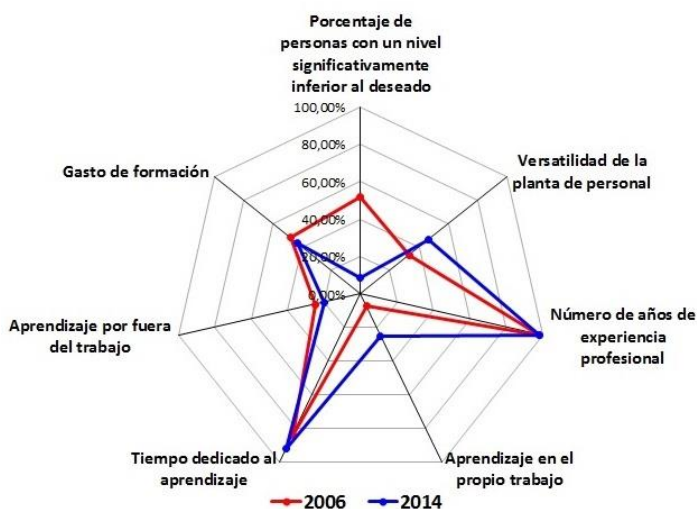 Porcentaje de
personas con un nivel
significativamente
inferior al deseado
100,00%
80,00%
60,00%
40,00%
20,00%
0,00%
Versatilidad de la
planta de personal
Número de años de
experiencia
profesional
Aprendizaje en el
propio trabajo
Tiempo dedicado al
aprendizaje
Aprendizaje por fuera
del trabajo
Gasto de formación
2006
2014